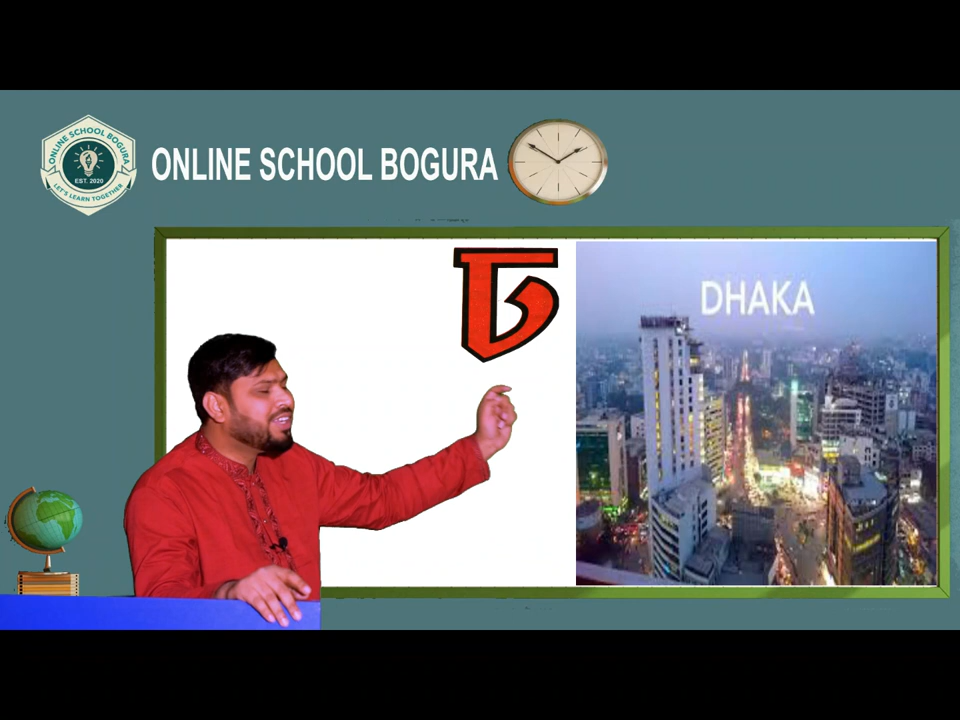 ONLINE SCHOOL BOGURA
EST. 2020
LET'S LEARN TOGETHER
ONLINE SCHOOL BOGURA
ঢ
DHAKA